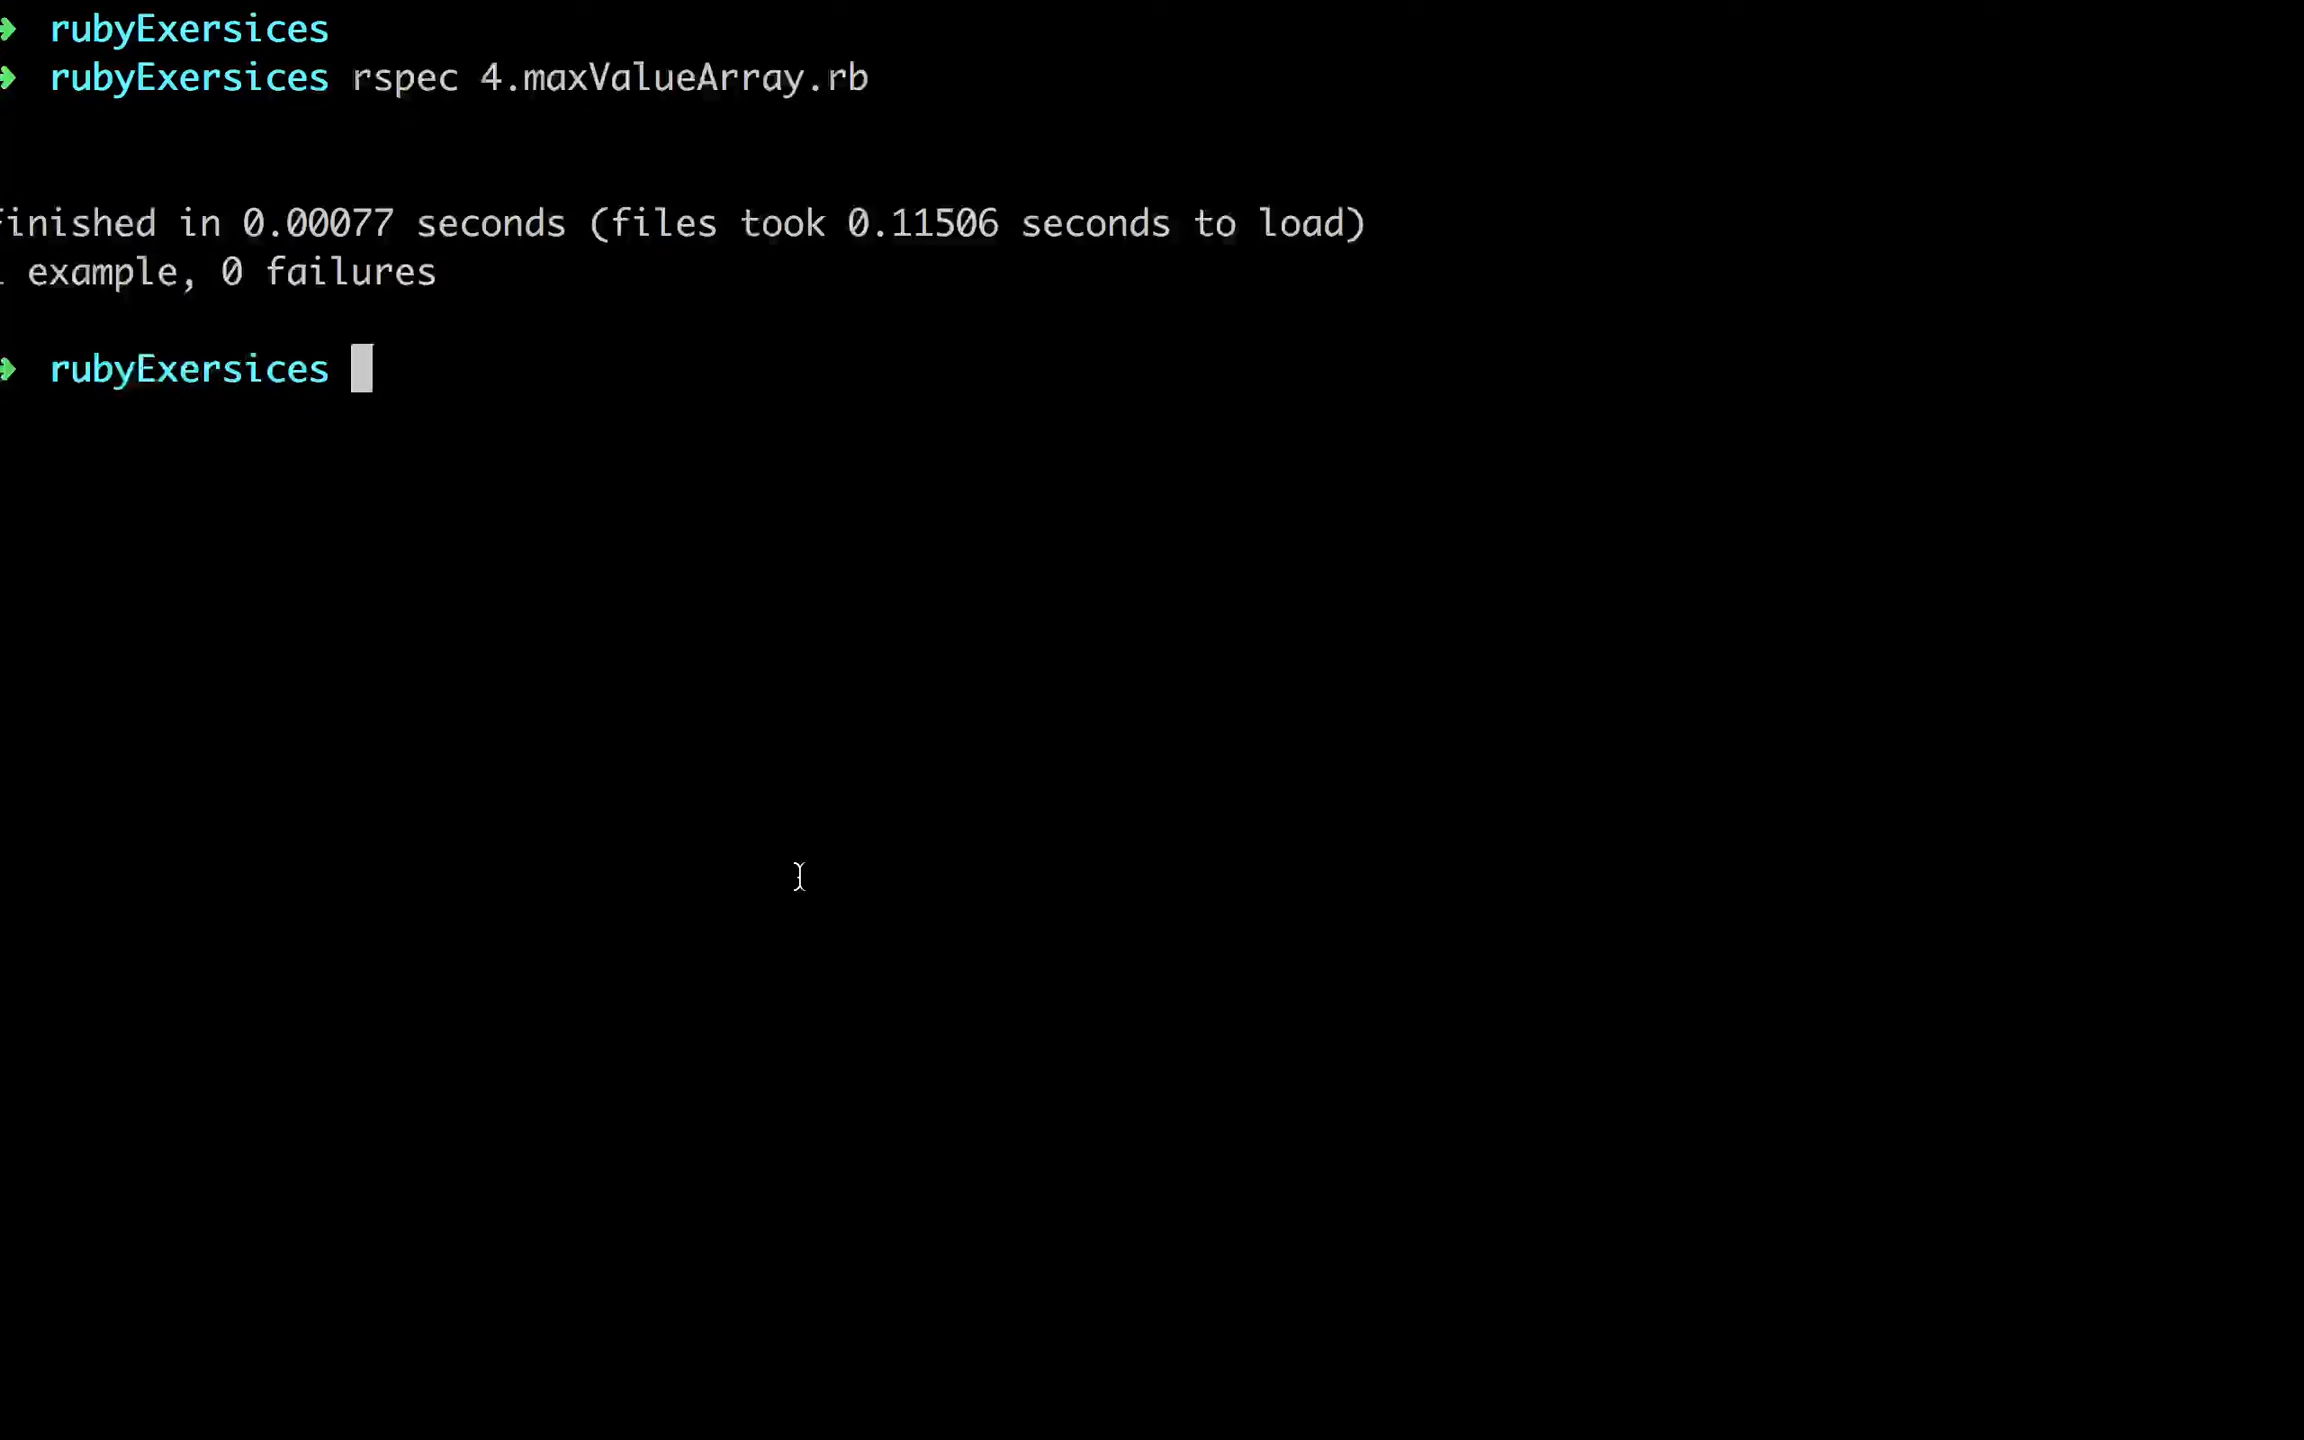 ➜ rubyExersices
➜ rubyExersices rspec 4.maxValueArray.rb
inished in 0.00077 seconds (files took 0.11506 seconds to load)
example, 0 failures
➜ rubyExersices